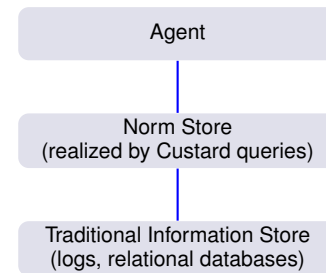 Agent
Norm Store
(realized by Custard queries)
Traditional Information Store
(logs, relational databases)